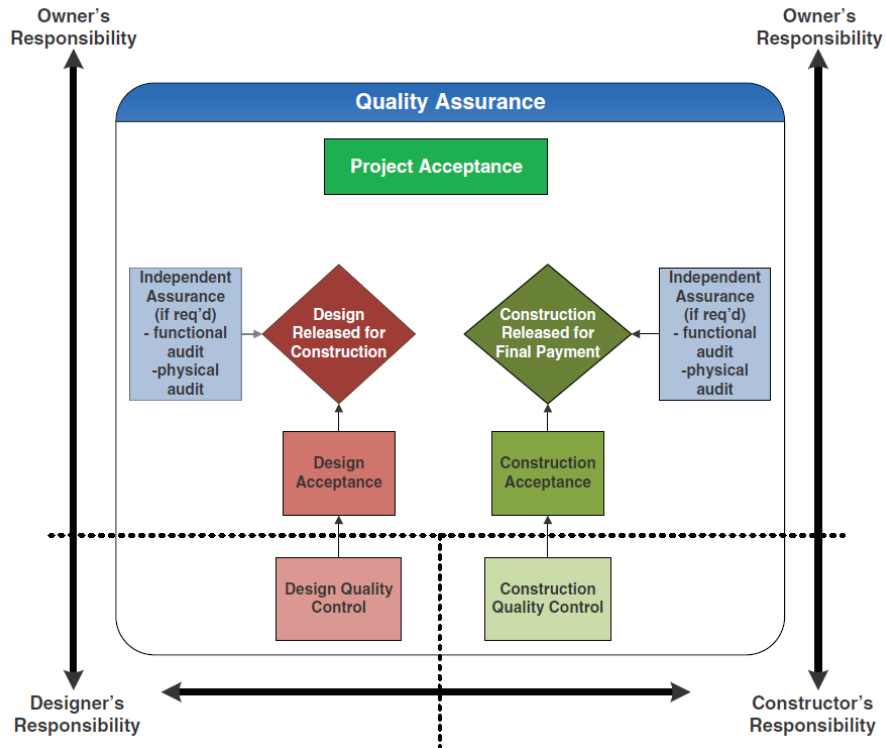 Owner's
Responsibility
Owner's
Responsibility
Quality Assurance
Project Acceptance
Independent
Assurance
(if req'd)
- functional
audit
-physical
audit
Design
Released for
Construction
Construction
Released for
Final Payment
Independent
Assurance
(if req'd)
- functional
audit
-physical
audit
Design
Acceptance
Construction
Acceptance
Design Quality
Control
Construction
Quality Control
Designer's
Responsibility
Constructor's
Responsibility